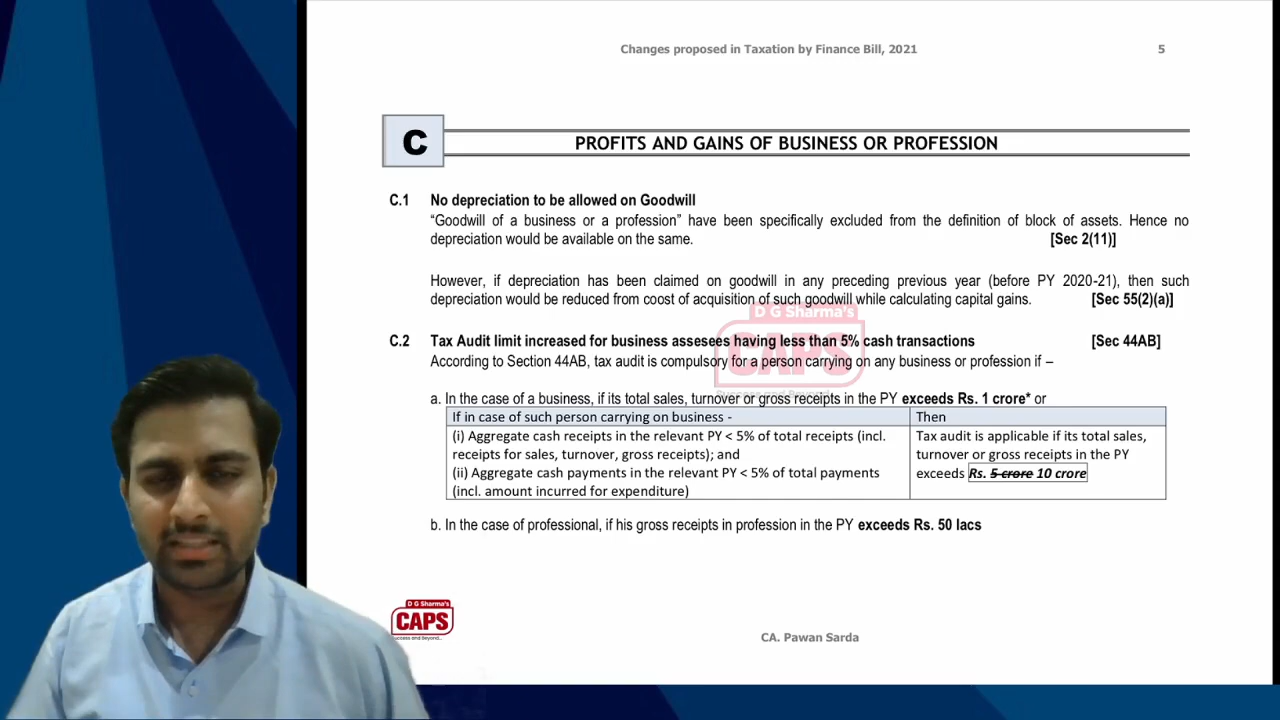 Changes proposed in Taxation by Finance Bill, 2021 5
C PROFITS AND GAINS OF BUSINESS OR PROFESSION
C.1 No depreciation to be allowed on Goodwill
“Goodwill of a business or a profession” have been specifically excluded from the definition of block of assets. Hence no
depreciation would be available on the same. [Sec 2(11)]
However, if depreciation has been claimed on goodwill in any preceding previous year (before PY 2020-21), then such
depreciation would be reduced from coost of acquisition of such goodwill while calculating capital gains. [Sec 55(2)(a)]
D G Sharma's
CAPS
C.2 Tax Audit limit increased for business assesees having less than 5% cash transactions [Sec 44AB]
According to Section 44AB, tax audit is compulsory for a person carrying on any business or profession if –
a. In the case of a business, if its total sales, turnover or gross receipts in the PY exceeds Rs. 1 crore* or
If in case of such person carrying on business - Then
(i) Aggregate cash receipts in the relevant PY < 5% of total receipts (incl. Tax audit is applicable if its total sales,
receipts for sales, turnover, gross receipts); and turnover or gross receipts in the PY
(ii) Aggregate cash payments in the relevant PY < 5% of total payments exceeds Rs. 5 crore 10 crore
(incl. amount incurred for expenditure)
b. In the case of professional, if his gross receipts in profession in the PY exceeds Rs. 50 lacs
D G Sharma's
CAPS
Success and Beyond...
CA. Pawan Sarda